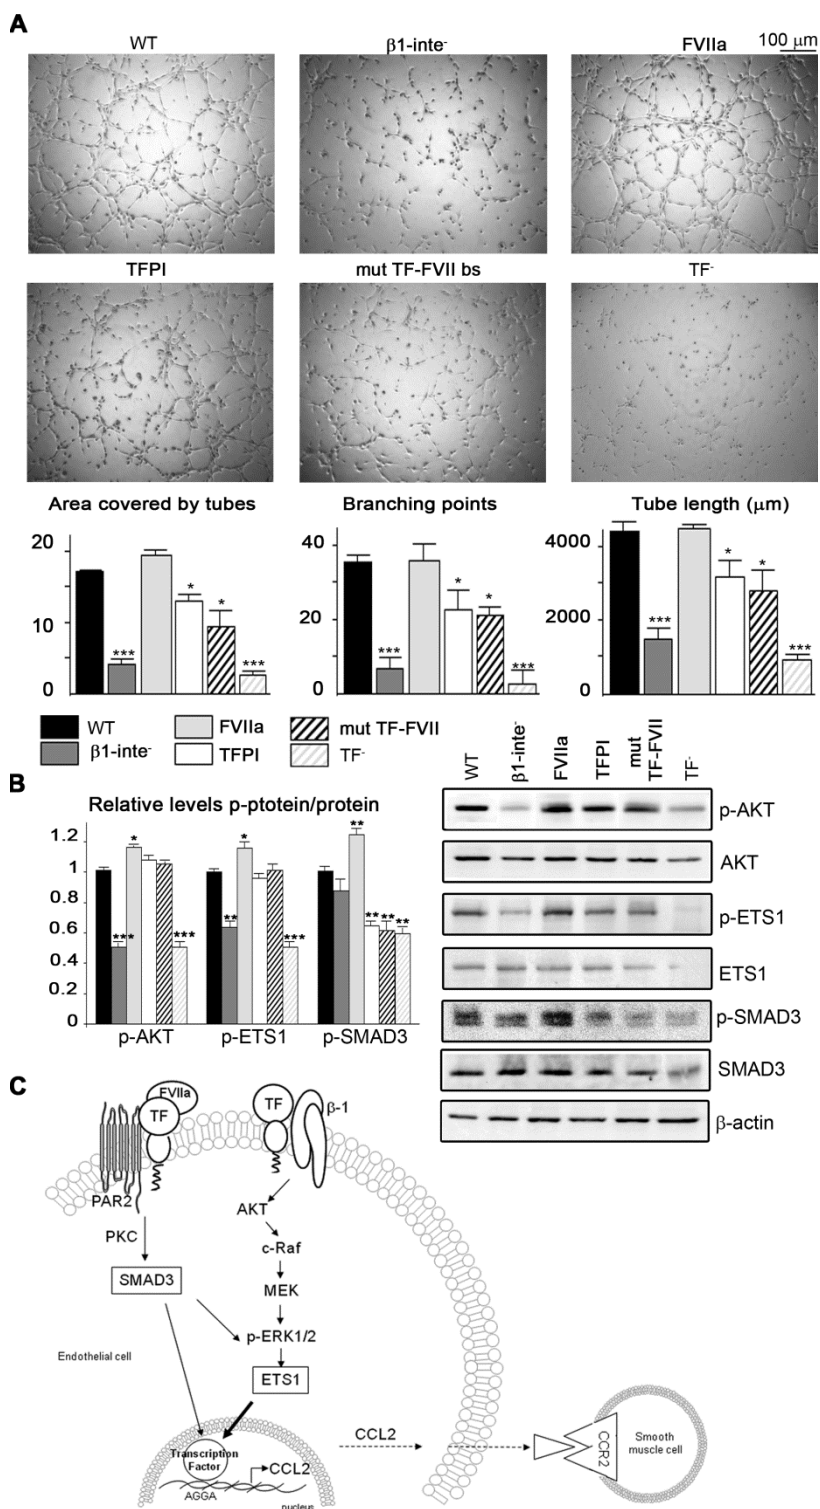 A
WT
β1-inte⁻
FVIIa
100 μm
TFPI
mut TF-FVII bs
TF⁻
Area covered by tubes
Branching points
Tube length (μm)
20
10
0
*
*
***
***
40
20
0
*
*
***
***
4000
2000
0
*
*
***
***
WT
FVIIa
mut TF-FVII
β1-inte⁻
TFPI
TF⁻
B
Relative levels p-ptotein/protein
1.2
1
0.8
0.6
0.4
0.2
0
***
*
***
**
*
***
**
**
**
**
p-AKT
p-ETS1
p-SMAD3
WT
β1-inte⁻
FVIIa
TFPI
mut
TF-FVII
TF⁻
p-AKT
AKT
p-ETS1
ETS1
p-SMAD3
SMAD3
β-actin
C
FVIIa
TF
PAR2
TF
β-1
PKC
SMAD3
AKT
c-Raf
MEK
p-ERK1/2
ETS1
Endothelial cell
Transcription
Factor
AGGA
CCL2
nucleus
CCL2
CCR2
Smooth
muscle cell